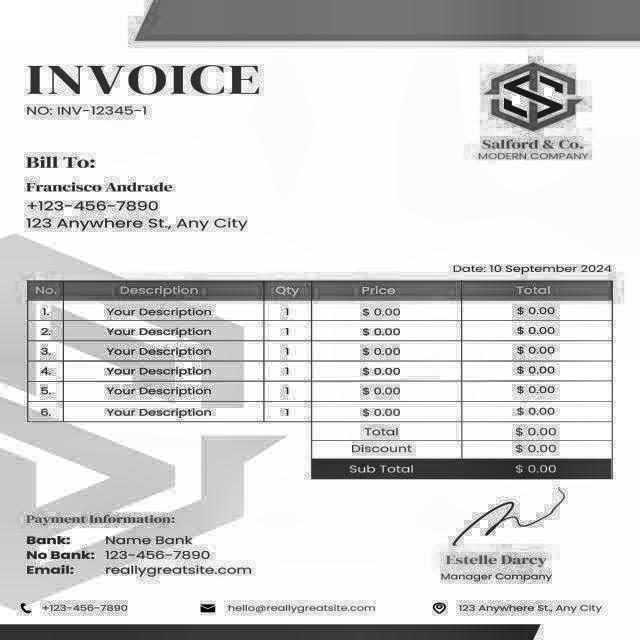 INVOICE
NO: INV-12345-1
Salford & Co.
MODERN COMPANY
Bill To:
Francisco Andrade
+123-456-7890
123 Anywhere St., Any City
Date: 10 September 2024
No. Description Qty Price Total
1. Your Description 1 $ 0.00 $ 0.00
2. Your Description 1 $ 0.00 $ 0.00
3. Your Description 1 $ 0.00 $ 0.00
4. Your Description 1 $ 0.00 $ 0.00
5. Your Description 1 $ 0.00 $ 0.00
6. Your Description 1 $ 0.00 $ 0.00
Total $ 0.00
Discount $ 0.00
Sub Total $ 0.00
Payment Information:
Bank: Name Bank
No Bank: 123-456-7890
Email: reallygreatsite.com
Estelle Darcy
Manager Company
+123-456-7890 hello@reallygreatsite.com 123 Anywhere St., Any City